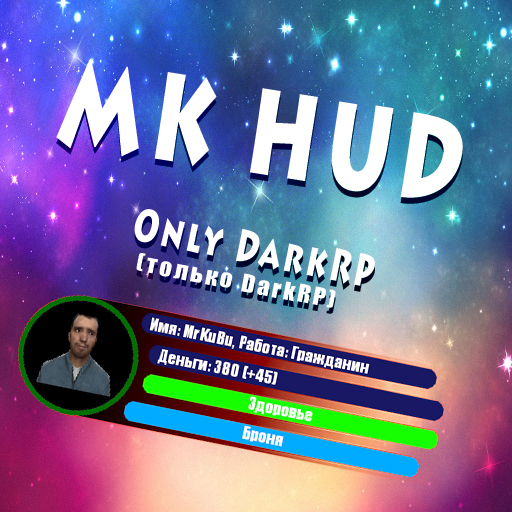 MK HUD
Only DarkRP
(только DarkRP)
Имя: MrKuBu, Работа: Гражданин
Деньги: 380 (+45)
Здоровье
Броня